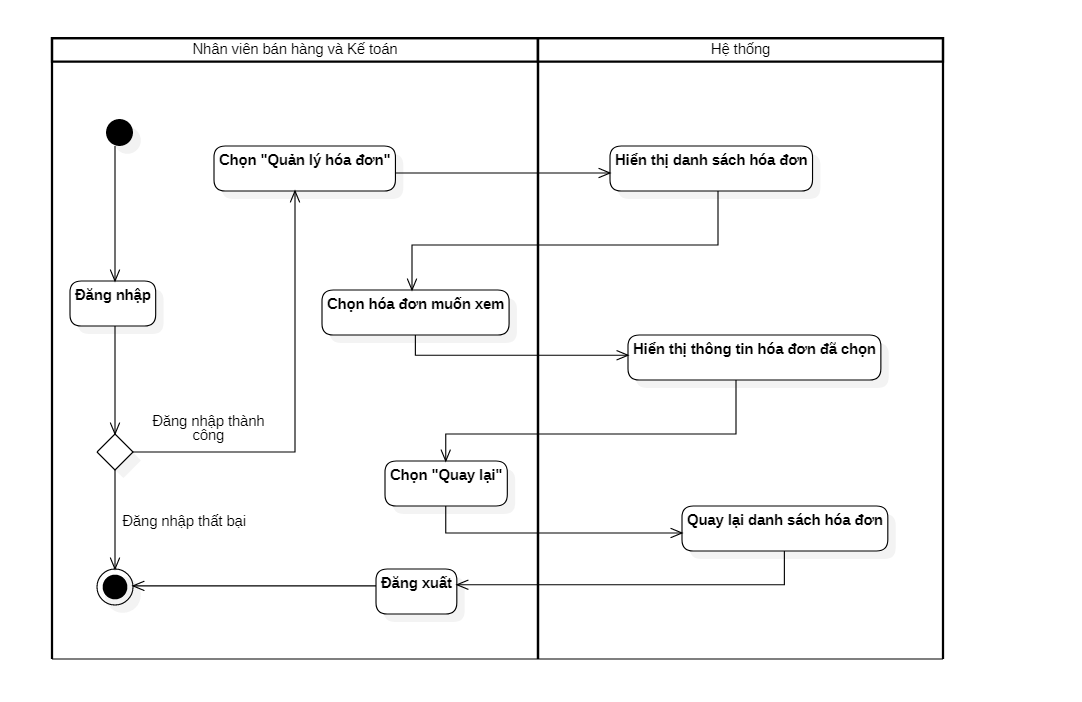 Nhân viên bán hàng và Kế toán
Hệ thống
Chọn "Quản lý hóa đơn"
Hiển thị danh sách hóa đơn
Đăng nhập
Chọn hóa đơn muốn xem
Hiển thị thông tin hóa đơn đã chọn
Đăng nhập thành
công
Chọn "Quay lại"
Đăng nhập thất bại
Quay lại danh sách hóa đơn
Đăng xuất